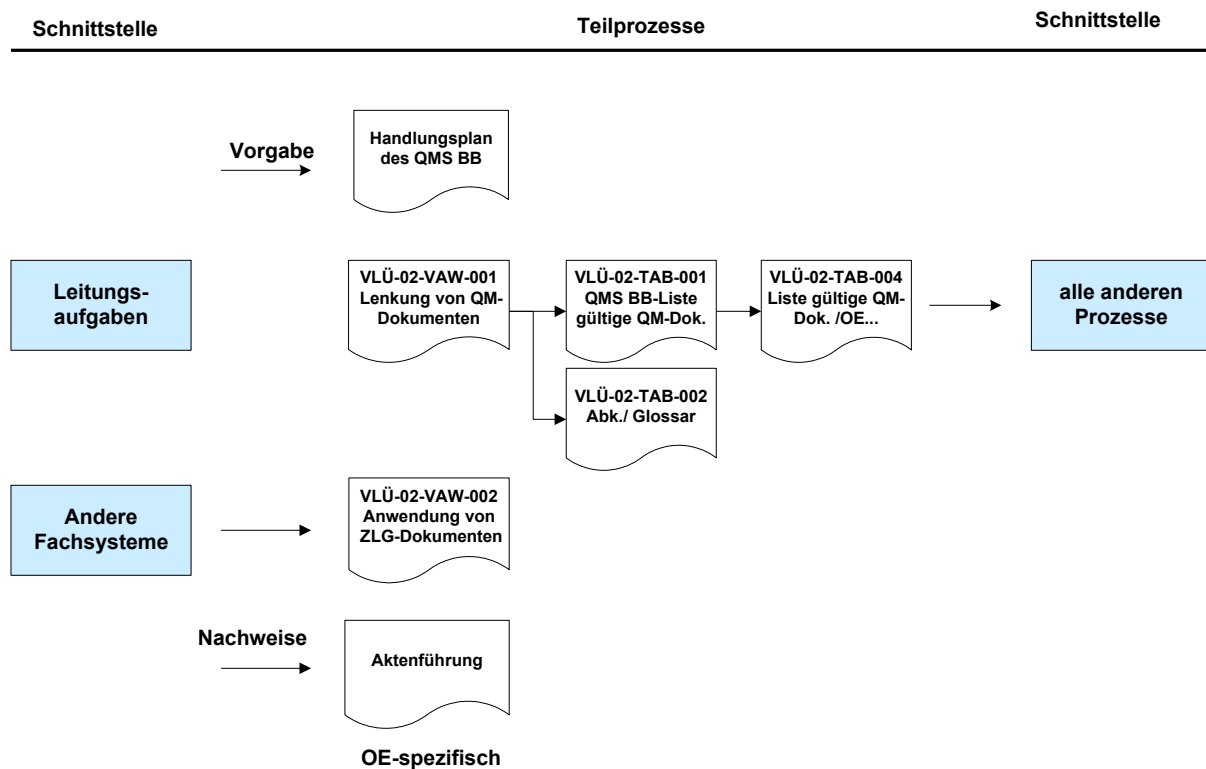 Schnittstelle
Teilprozesse
Schnittstelle
Vorgabe
Handlungsplan
des QMS BB
Leitungs-
aufgaben
VLÜ-02-VAW-001
Lenkung von QM-
Dokumenten
VLÜ-02-TAB-001
QMS BB-Liste
gültige QM-Dok.
VLÜ-02-TAB-004
Liste gültige QM-
Dok. /OE...
alle anderen
Prozesse
VLÜ-02-TAB-002
Abk./ Glossar
Andere
Fachsysteme
VLÜ-02-VAW-002
Anwendung von
ZLG-Dokumenten
Nachweise
Aktenführung
OE-spezifisch